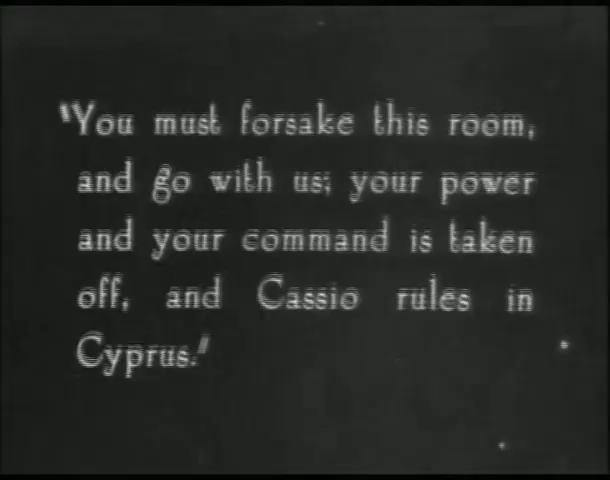 "You must forsake this room,
and go with us; your power
and your command is taken
off, and Cassio rules in
Cyprus."